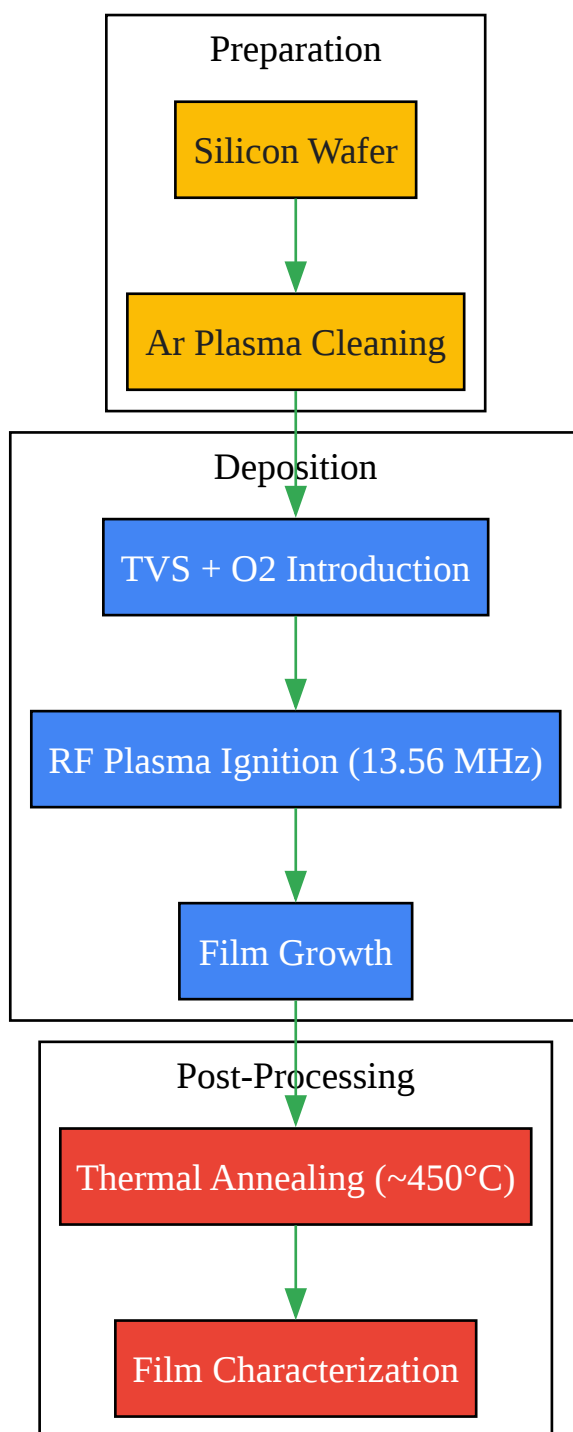 Preparation
Silicon Wafer
Ar Plasma Cleaning
Deposition
TVS + O2 Introduction
RF Plasma Ignition (13.56 MHz)
Film Growth
Post-Processing
Thermal Annealing (~450°C)
Film Characterization